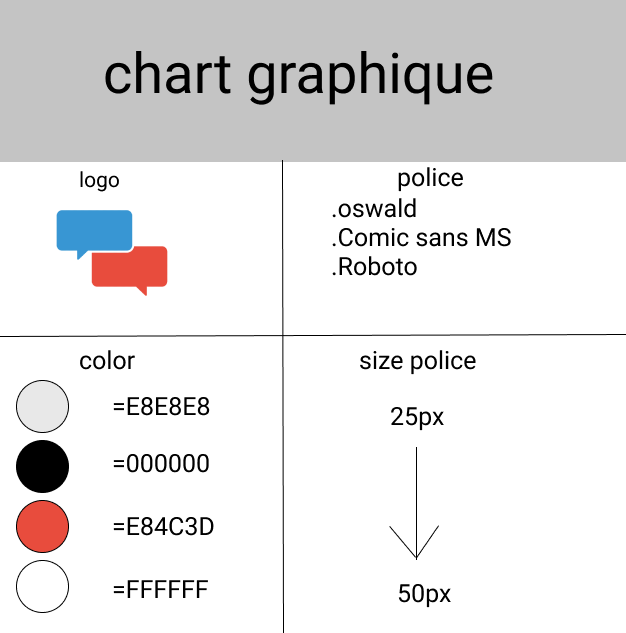 chart graphique
logo
police
.oswald
.Comic sans MS
.Roboto
color
=E8E8E8
=000000
=E84C3D
=FFFFFF
size police
25px
50px